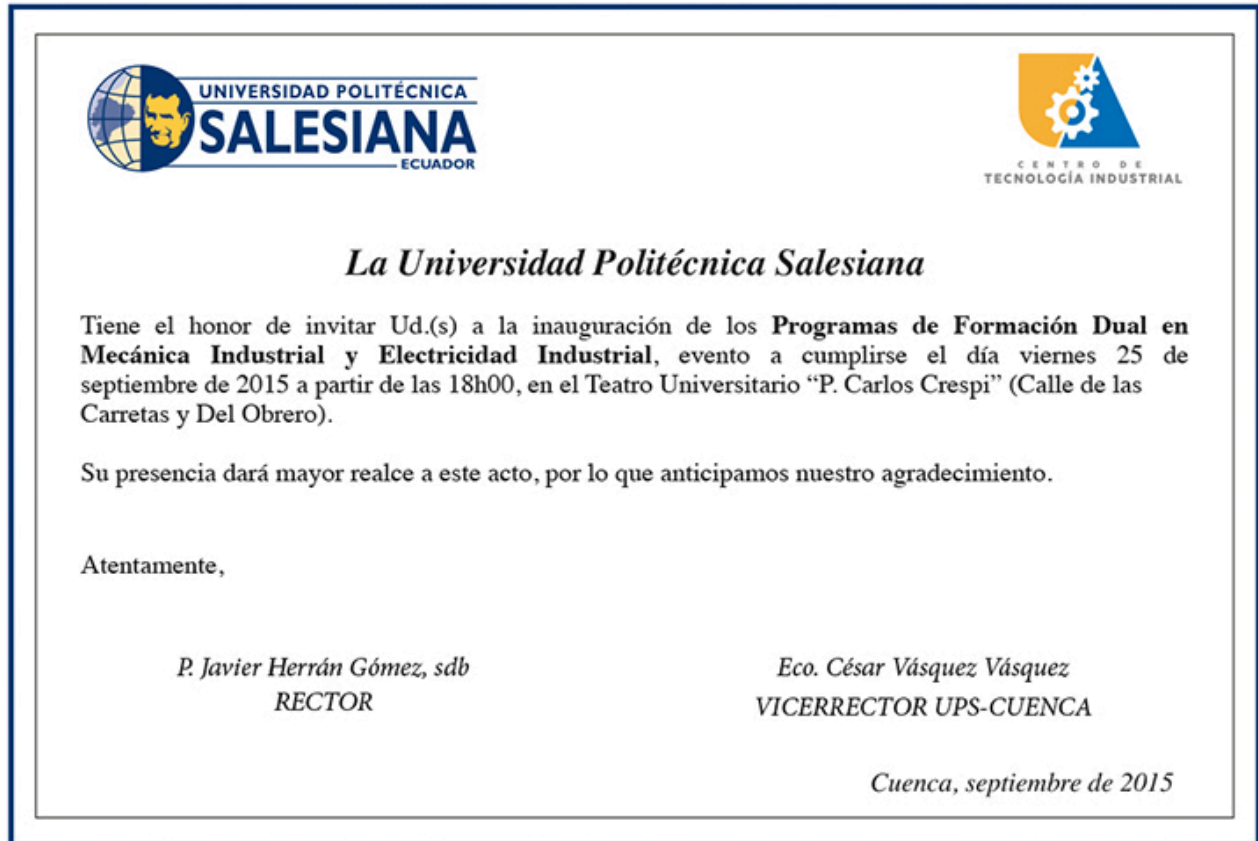 UNIVERSIDAD POLITÉCNICA
SALESIANA
ECUADOR
CENTRO DE
TECNOLOGÍA INDUSTRIAL
La Universidad Politécnica Salesiana
Tiene el honor de invitar Ud.(s) a la inauguración de los Programas de Formación Dual en
Mecánica Industrial y Electricidad Industrial, evento a cumplirse el día viernes 25 de
septiembre de 2015 a partir de las 18h00, en el Teatro Universitario “P. Carlos Crespi” (Calle de las
Carretas y Del Obrero).
Su presencia dará mayor realce a este acto, por lo que anticipamos nuestro agradecimiento.
Atentamente,
P. Javier Herrán Gómez, sdb
RECTOR
Eco. César Vásquez Vásquez
VICERRECTOR UPS-CUENCA
Cuenca, septiembre de 2015